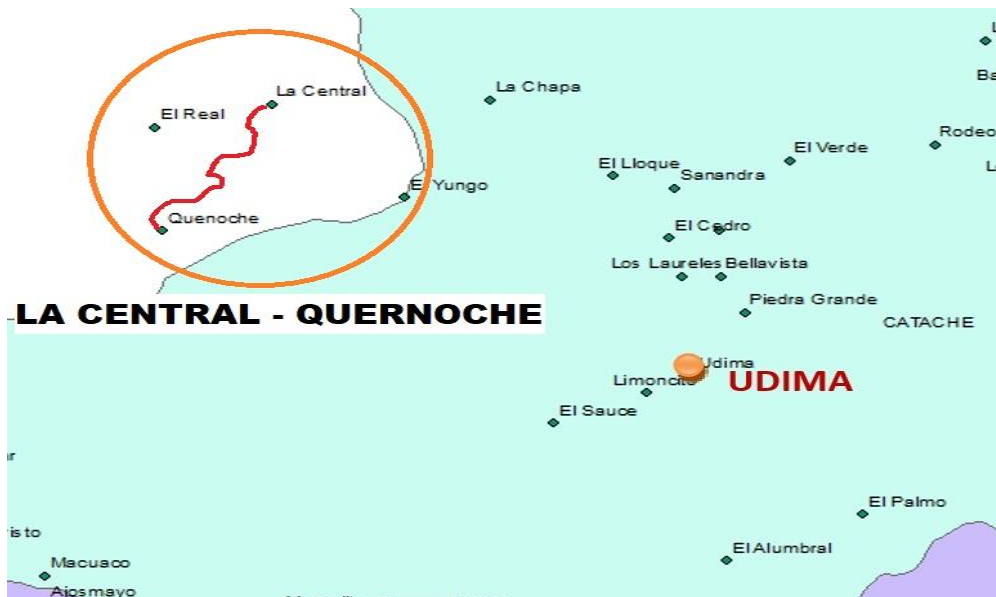 La Central
La Chapa
El Real
Rodeo
El Verde
El Lloque
Sanandra
El Yungo
Quenoche
El Cedro
Los Laureles Bellavista
Piedra Grande
LA CENTRAL - QUERNOCHE
CATACHE
Udima
Limoncito
UDIMA
El Sauce
El Palmo
El Alumbral
Macuaco
Ajosmayo